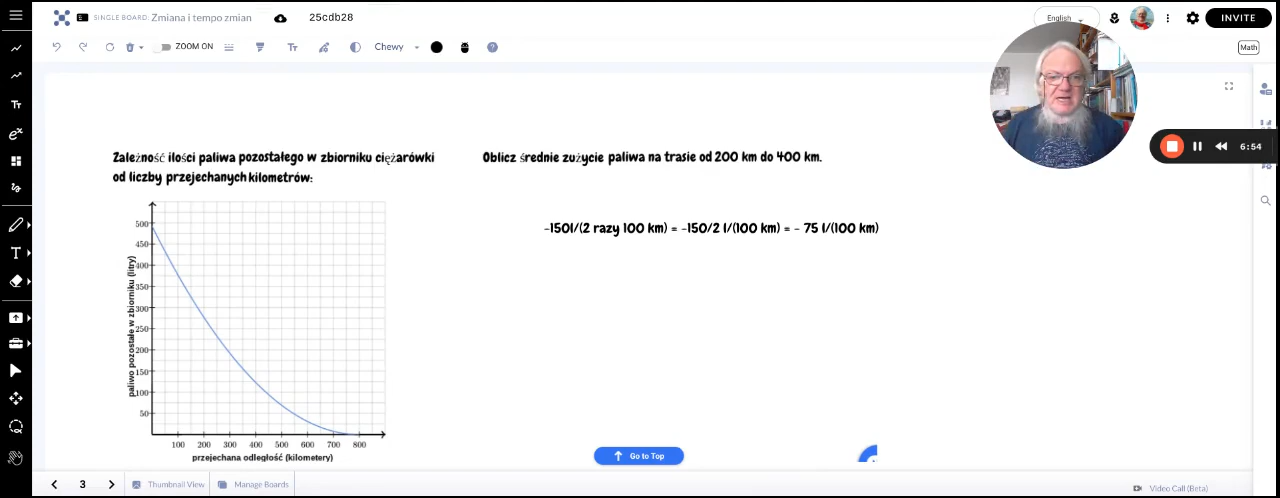 SINGLE BOARD: Zmiana i tempo zmian
25cdb28
English
INVITE
ZOOM ON
Tт
Chewy
Math
6:54
Tт
eˣ
T
Zależność ilości paliwa pozostałego w zbiorniku ciężarówki
od liczby przejechanych kilometrów:
Oblicz średnie zużycie paliwa na trasie od 200 km do 400 km.
-150l/(2 razy 100 km) = -150/2 l/(100 km) = - 75 l/(100 km)
paliwo pozostałe w zbiorniku (litry)
500
450
400
350
300
250
200
150
100
50
100 200 300 400 500 600 700 800
przejechana odległość (kilometry)
Go to Top
3
Thumbnail View
Manage Boards
Video Call (Beta)